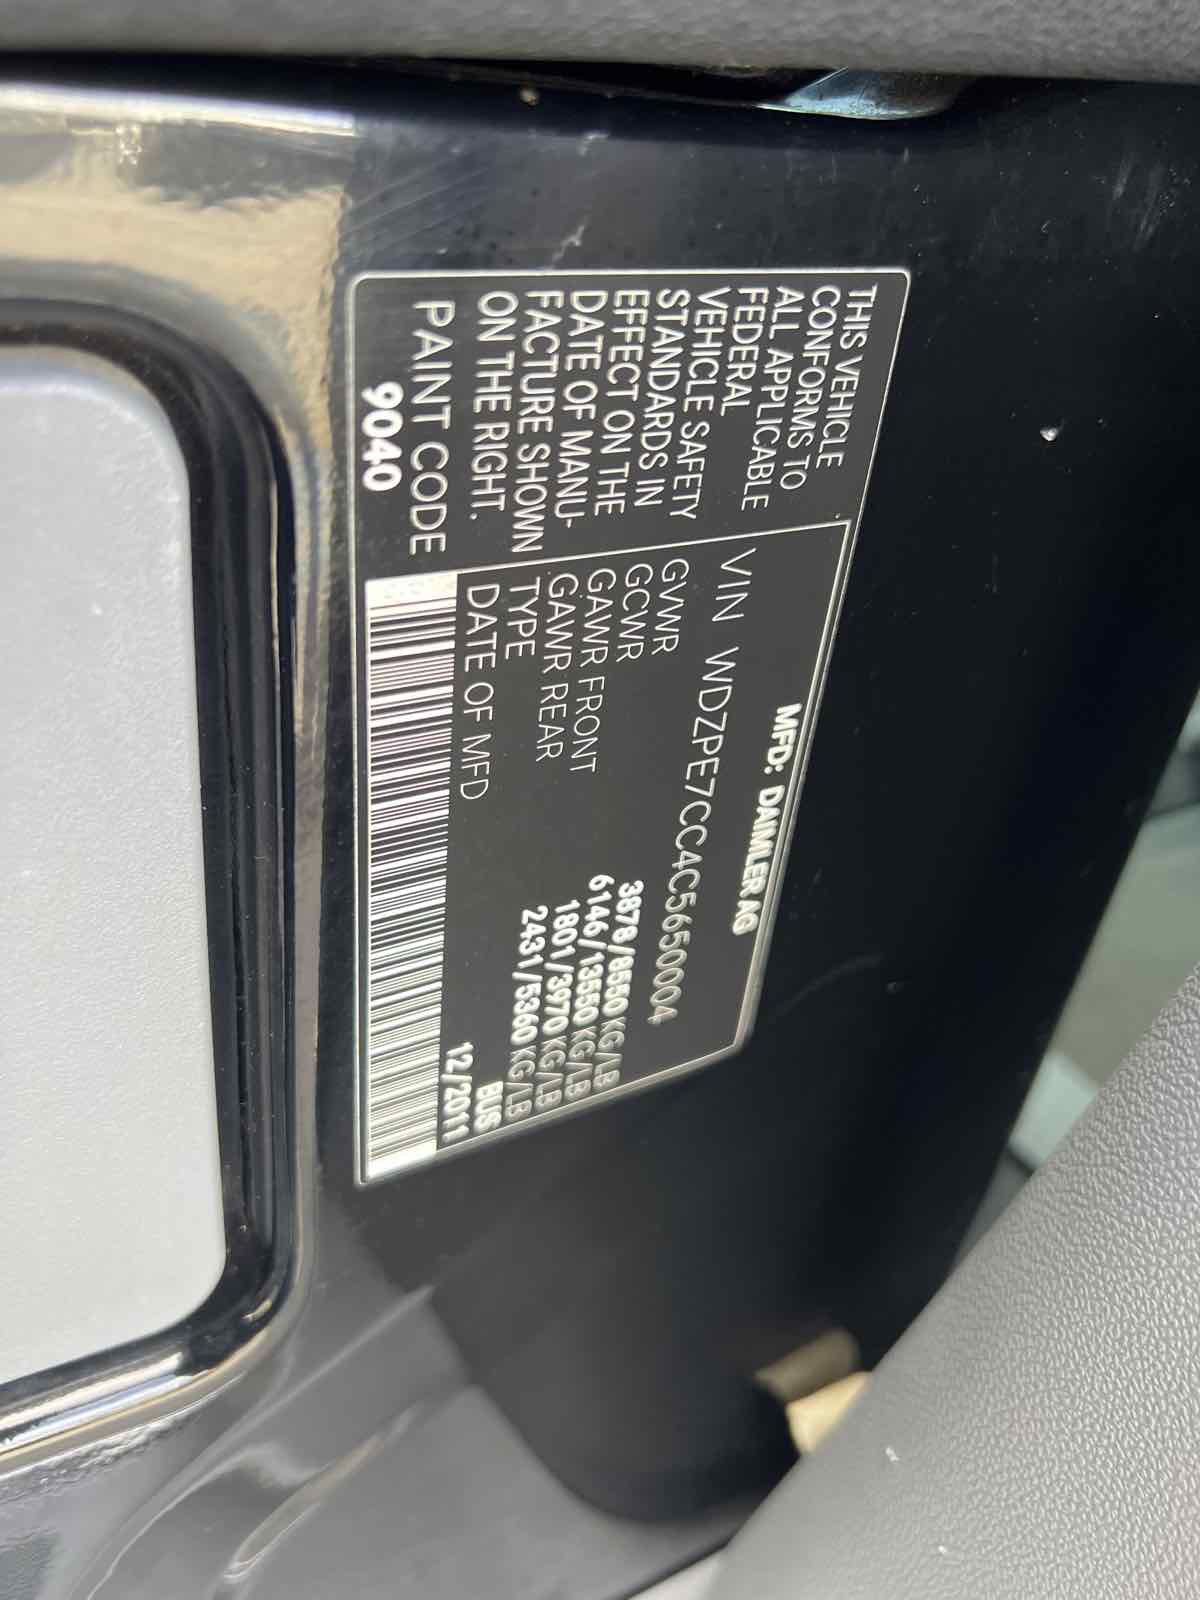 MFD: DAIMLER AG
THIS VEHICLE
CONFORMS TO
ALL APPLICABLE
FEDERAL
VEHICLE SAFETY
STANDARDS IN
EFFECT ON THE
DATE OF MANU-
FACTURE SHOWN
ON THE RIGHT.
PAINT CODE
9040
VIN WDZPE7CC4C5650004
GVWR 3878/8550 KG/LB
GCWR 6146/13550 KG/LB
GAWR FRONT 1801/3970 KG/LB
GAWR REAR 2431/5360 KG/LB
TYPE BUS
DATE OF MFD 12/2011